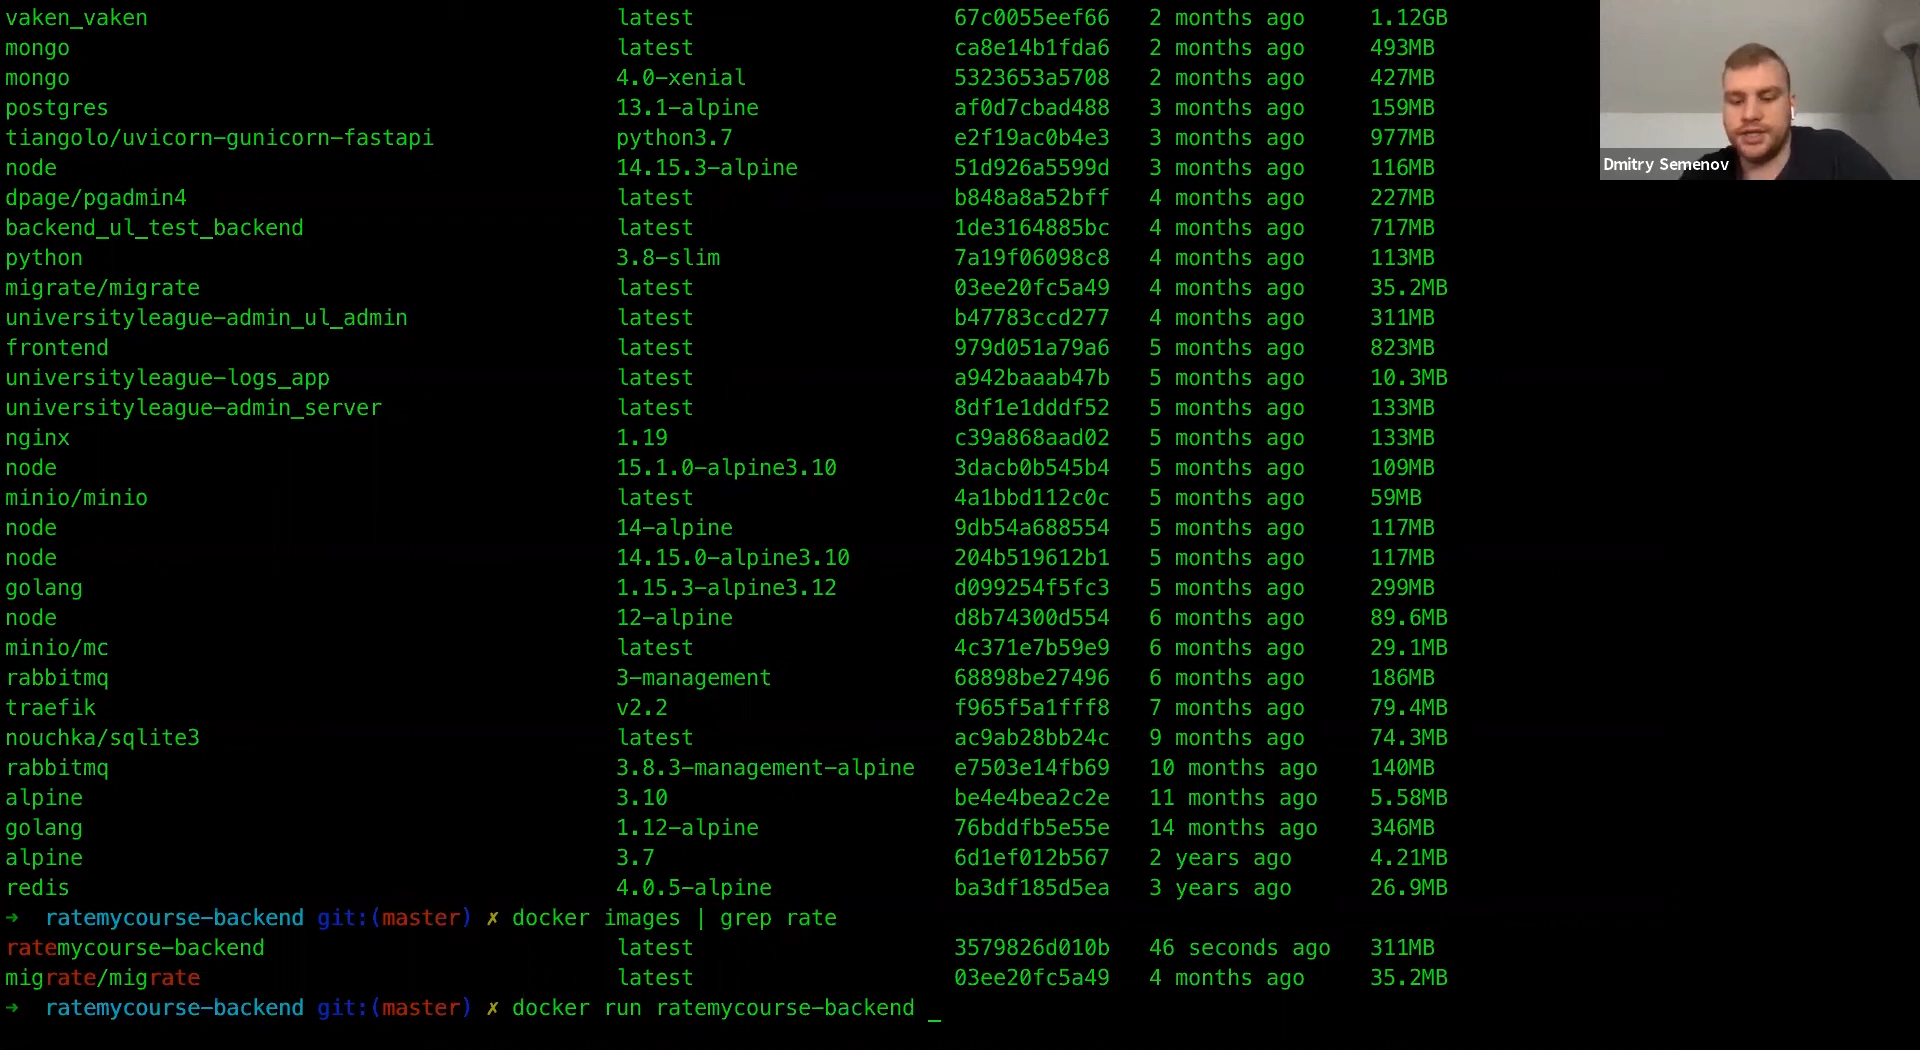 vaken_vaken latest 67c0055eef66 2 months ago 1.12GB
mongo latest ca8e14b1fda6 2 months ago 493MB
mongo 4.0-xenial 5323653a5708 2 months ago 427MB
postgres 13.1-alpine af0d7cbad488 3 months ago 159MB
tiangolo/uvicorn-gunicorn-fastapi python3.7 e2f19ac0b4e3 3 months ago 977MB
node 14.15.3-alpine 51d926a5599d 3 months ago 116MB
Dmitry Semenov
dpage/pgadmin4 latest b848a8a52bff 4 months ago 227MB
backend_ul_test_backend latest 1de3164885bc 4 months ago 717MB
python 3.8-slim 7a19f06098c8 4 months ago 113MB
migrate/migrate latest 03ee20fc5a49 4 months ago 35.2MB
universityleague-admin_ul_admin latest b47783ccd277 4 months ago 311MB
frontend latest 979d051a79a6 5 months ago 823MB
universityleague-logs_app latest a942baaab47b 5 months ago 10.3MB
universityleague-admin_server latest 8df1e1dddf52 5 months ago 133MB
nginx 1.19 c39a868aad02 5 months ago 133MB
node 15.1.0-alpine3.10 3dacb0b545b4 5 months ago 109MB
minio/minio latest 4a1bbd112c0c 5 months ago 59MB
node 14-alpine 9db54a688554 5 months ago 117MB
node 14.15.0-alpine3.10 204b519612b1 5 months ago 117MB
golang 1.15.3-alpine3.12 d099254f5fc3 5 months ago 299MB
node 12-alpine d8b74300d554 6 months ago 89.6MB
minio/mc latest 4c371e7b59e9 6 months ago 29.1MB
rabbitmq 3-management 68898be27496 6 months ago 186MB
traefik v2.2 f965f5a1fff8 7 months ago 79.4MB
nouchka/sqlite3 latest ac9ab28bb24c 9 months ago 74.3MB
rabbitmq 3.8.3-management-alpine e7503e14fb69 10 months ago 140MB
alpine 3.10 be4e4bea2c2e 11 months ago 5.58MB
golang 1.12-alpine 76bddfb5e55e 14 months ago 346MB
alpine 3.7 6d1ef012b567 2 years ago 4.21MB
redis 4.0.5-alpine ba3df185d5ea 3 years ago 26.9MB
➜ ratemycourse-backend git:(master) ✗ docker images | grep rate
ratemycourse-backend latest 3579826d010b 46 seconds ago 311MB
migrate/migrate latest 03ee20fc5a49 4 months ago 35.2MB
➜ ratemycourse-backend git:(master) ✗ docker run ratemycourse-backend _